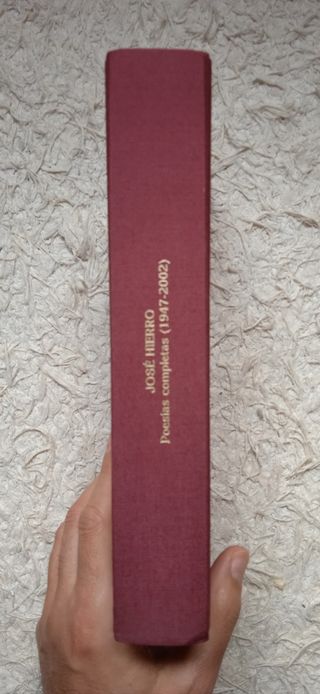 JOSÉ HIERRO
Poesías completas (1947-2002)